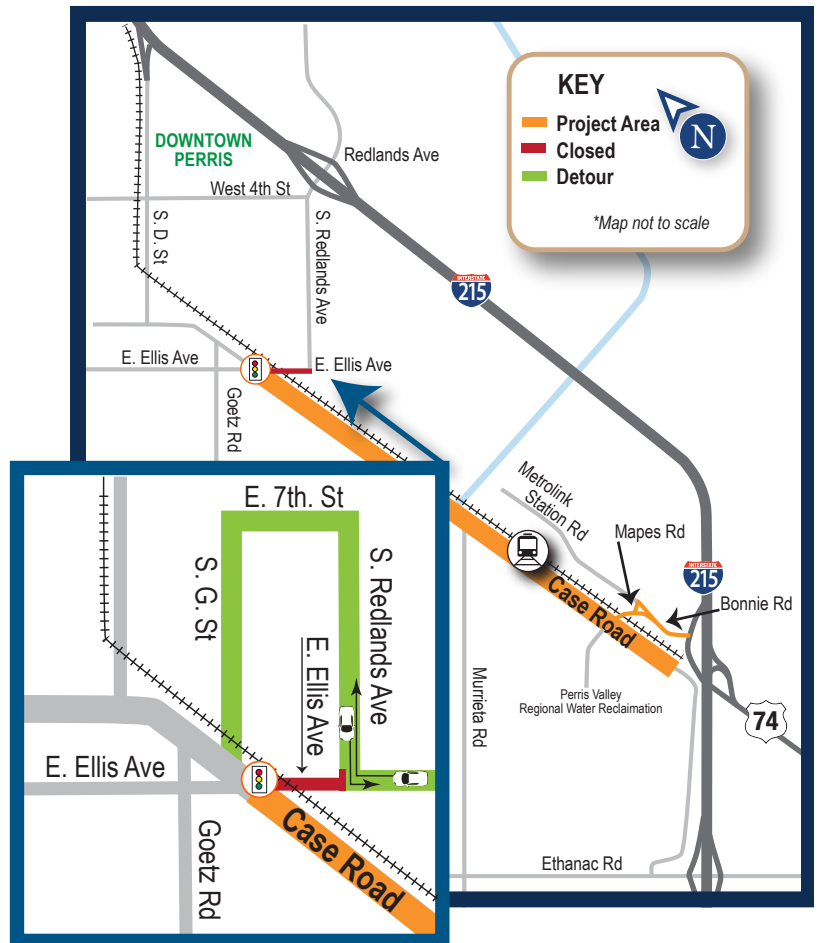 KEY
N
Project Area
Closed
Detour
*Map not to scale
DOWNTOWN
PERRIS
Redlands Ave
West 4th St
S. D. St
S. Redlands Ave
INTERSTATE
215
E. Ellis Ave
E. Ellis Ave
Goetz Rd
Metrolink
Station Rd
Mapes Rd
INTERSTATE
215
Bonnie Rd
Case Road
Perris Valley
Regional Water Reclamation
Murrieta Rd
74
Ethanac Rd
E. 7th. St
S. G. St
S. Redlands Ave
E. Ellis Ave
E. Ellis Ave
Goetz Rd
Case Road